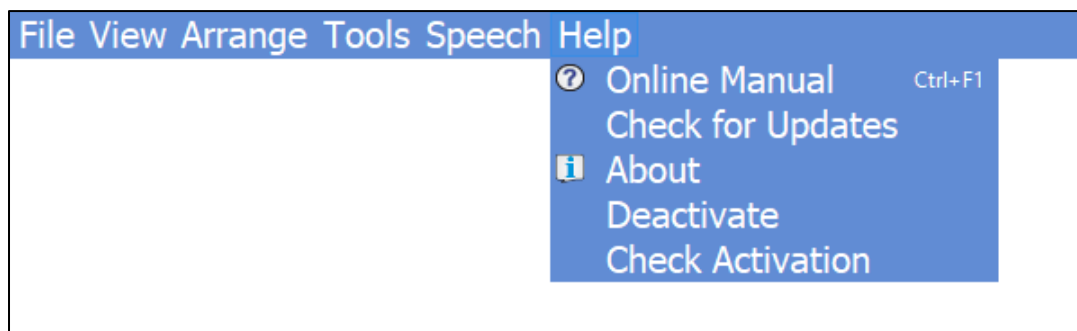 File View Arrange Tools Speech Help
Online Manual Ctrl+F1
Check for Updates
About
Deactivate
Check Activation